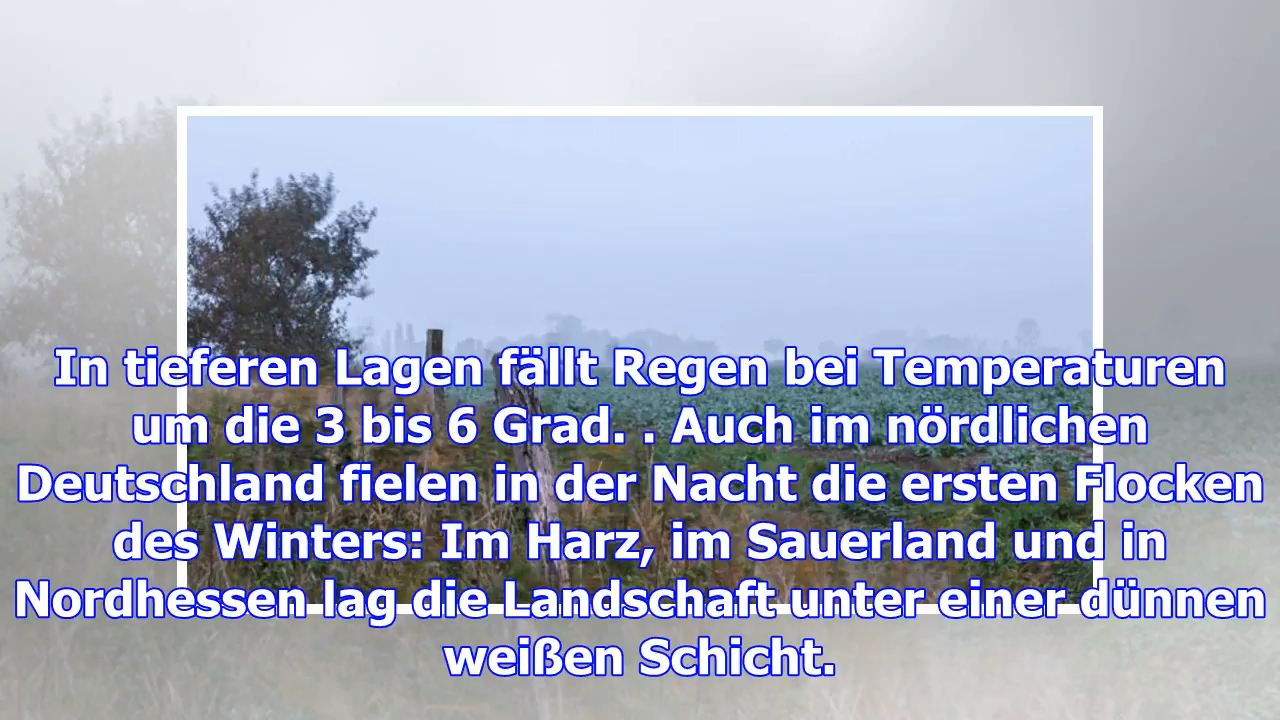 In tieferen Lagen fällt Regen bei Temperaturen
um die 3 bis 6 Grad. . Auch im nördlichen
Deutschland fielen in der Nacht die ersten Flocken
des Winters: Im Harz, im Sauerland und in
Nordhessen lag die Landschaft unter einer dünnen
weißen Schicht.